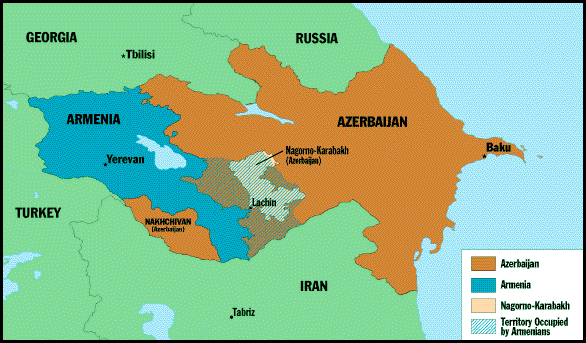 GEORGIA
RUSSIA
Tbilisi
ARMENIA
AZERBAIJAN
Nagorno-Karabakh
(Azerbaijan)
Baku
Yerevan
Lachin
TURKEY
NAKHCHIVAN
(Azerbaijan)
IRAN
Tabriz
Azerbaijan
Armenia
Nagorno-Karabakh
Territory Occupied
by Armenians